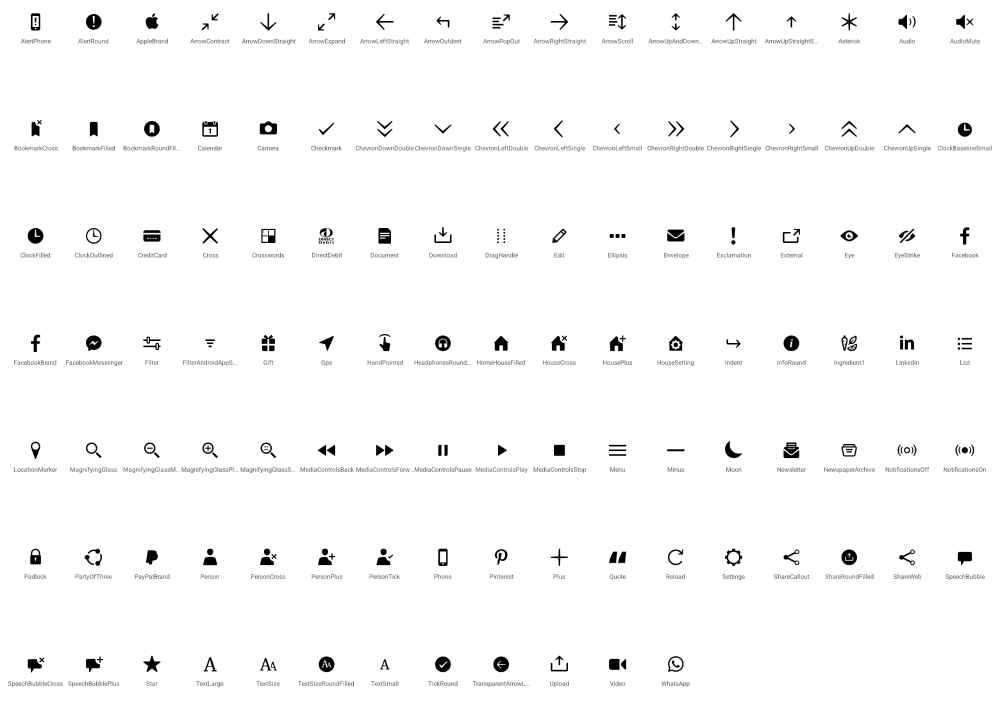 AlertPhone AlertRound AppleBrand ArrowContract ArrowDownStraight ArrowExpand ArrowLeftStraight ArrowOutdent ArrowPopOut ArrowRightStraight ArrowScroll ArrowUpAndDown... ArrowUpStraight ArrowUpStraightS... Asterisk Audio AudioMute
1
BookmarkCross BookmarkFilled BookmarkRoundFil... Calendar Camera Checkmark ChevronDownDouble ChevronDownSingle ChevronLeftDouble ChevronLeftSingle ChevronLeftSmall ChevronRightDouble ChevronRightSingle ChevronRightSmall ChevronUpDouble ChevronUpSingle ClockBaselineSmall
DIRECT
Debit
ClockFilled ClockOutlined CreditCard Cross Crosswords DirectDebit Document Download DragHandle Edit Ellipsis Envelope Exclamation External Eye EyeStrike Facebook
FacebookBrand FacebookMessenger Filter FilterAndroidAppS... Gift Gps HandPointed HeadphonesRound... HomeHouseFilled HouseCross HousePlus HouseSetting Indent InfoRound Ingredient1 LinkedIn List
LocationMarker MagnifyingGlass MagnifyingGlassM... MagnifyingGlassPl... MagnifyingGlassS... MediaControlsBack MediaControlsForw... MediaControlsPause MediaControlsPlay MediaControlsStop Menu Minus Moon Newsletter NewspaperArchive NotificationsOff NotificationsOn
Padlock PartyOfThree PayPalBrand Person PersonCross PersonPlus PersonTick Phone Pinterest Plus Quote Reload Settings ShareCallout ShareRoundFilled ShareWeb SpeechBubble
A AA AA A
SpeechBubbleCross SpeechBubblePlus Star TextLarge TextSize TextSizeRoundFilled TextSmall TickRound TransparentArrowL... Upload Video WhatsApp